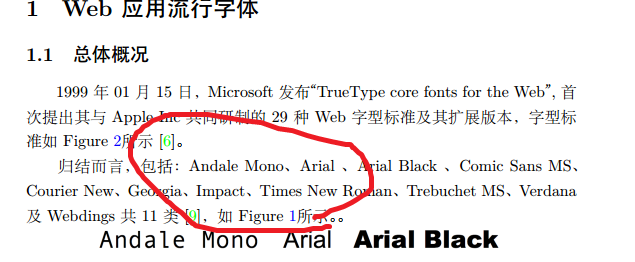 1 Web 应用流行字体
1.1 总体概况
1999 年 01 月 15 日，Microsoft 发布“TrueType core fonts for the Web”, 首
次提出其与 Apple Inc 共同研制的 29 种 Web 字型标准及其扩展版本，字型标
准如 Figure 2所示 [6]。
归结而言，包括：Andale Mono、Arial 、Arial Black 、Comic Sans MS、
Courier New、Georgia、Impact、Times New Roman、Trebuchet MS、Verdana
及 Webdings 共 11 类 [9]，如 Figure 1所示。。
Andale Mono Arial Arial Black